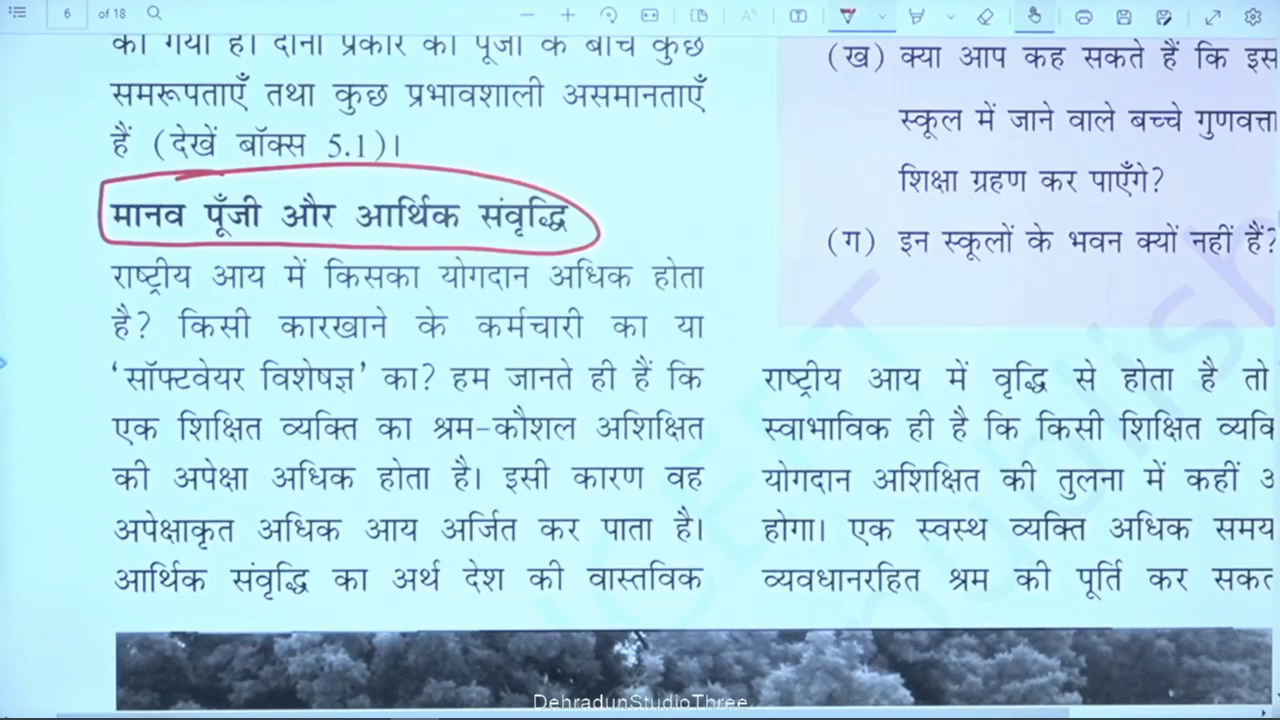 6 of 18
की गयी है। दोनों प्रकार की पूँजी के बीच कुछ
समरूपताएँ तथा कुछ प्रभावशाली असमानताएँ
हैं (देखें बॉक्स 5.1)।
मानव पूँजी और आर्थिक संवृद्धि
राष्ट्रीय आय में किसका योगदान अधिक होता
है? किसी कारखाने के कर्मचारी का या
‘सॉफ्टवेयर विशेषज्ञ’ का? हम जानते ही हैं कि
एक शिक्षित व्यक्ति का श्रम-कौशल अशिक्षित
की अपेक्षा अधिक होता है। इसी कारण वह
अपेक्षाकृत अधिक आय अर्जित कर पाता है।
आर्थिक संवृद्धि का अर्थ देश की वास्तविक
(ख) क्या आप कह सकते हैं कि इस
स्कूल में जाने वाले बच्चे गुणवत्ता
शिक्षा ग्रहण कर पाएँगे?
(ग) इन स्कूलों के भवन क्यों नहीं हैं?
राष्ट्रीय आय में वृद्धि से होता है तो
स्वाभाविक ही है कि किसी शिक्षित
योगदान अशिक्षित की तुलना में कहीं
होगा। एक स्वस्थ व्यक्ति अधिक समय
व्यवधानरहित श्रम की पूर्ति कर
DehradunStudioThree